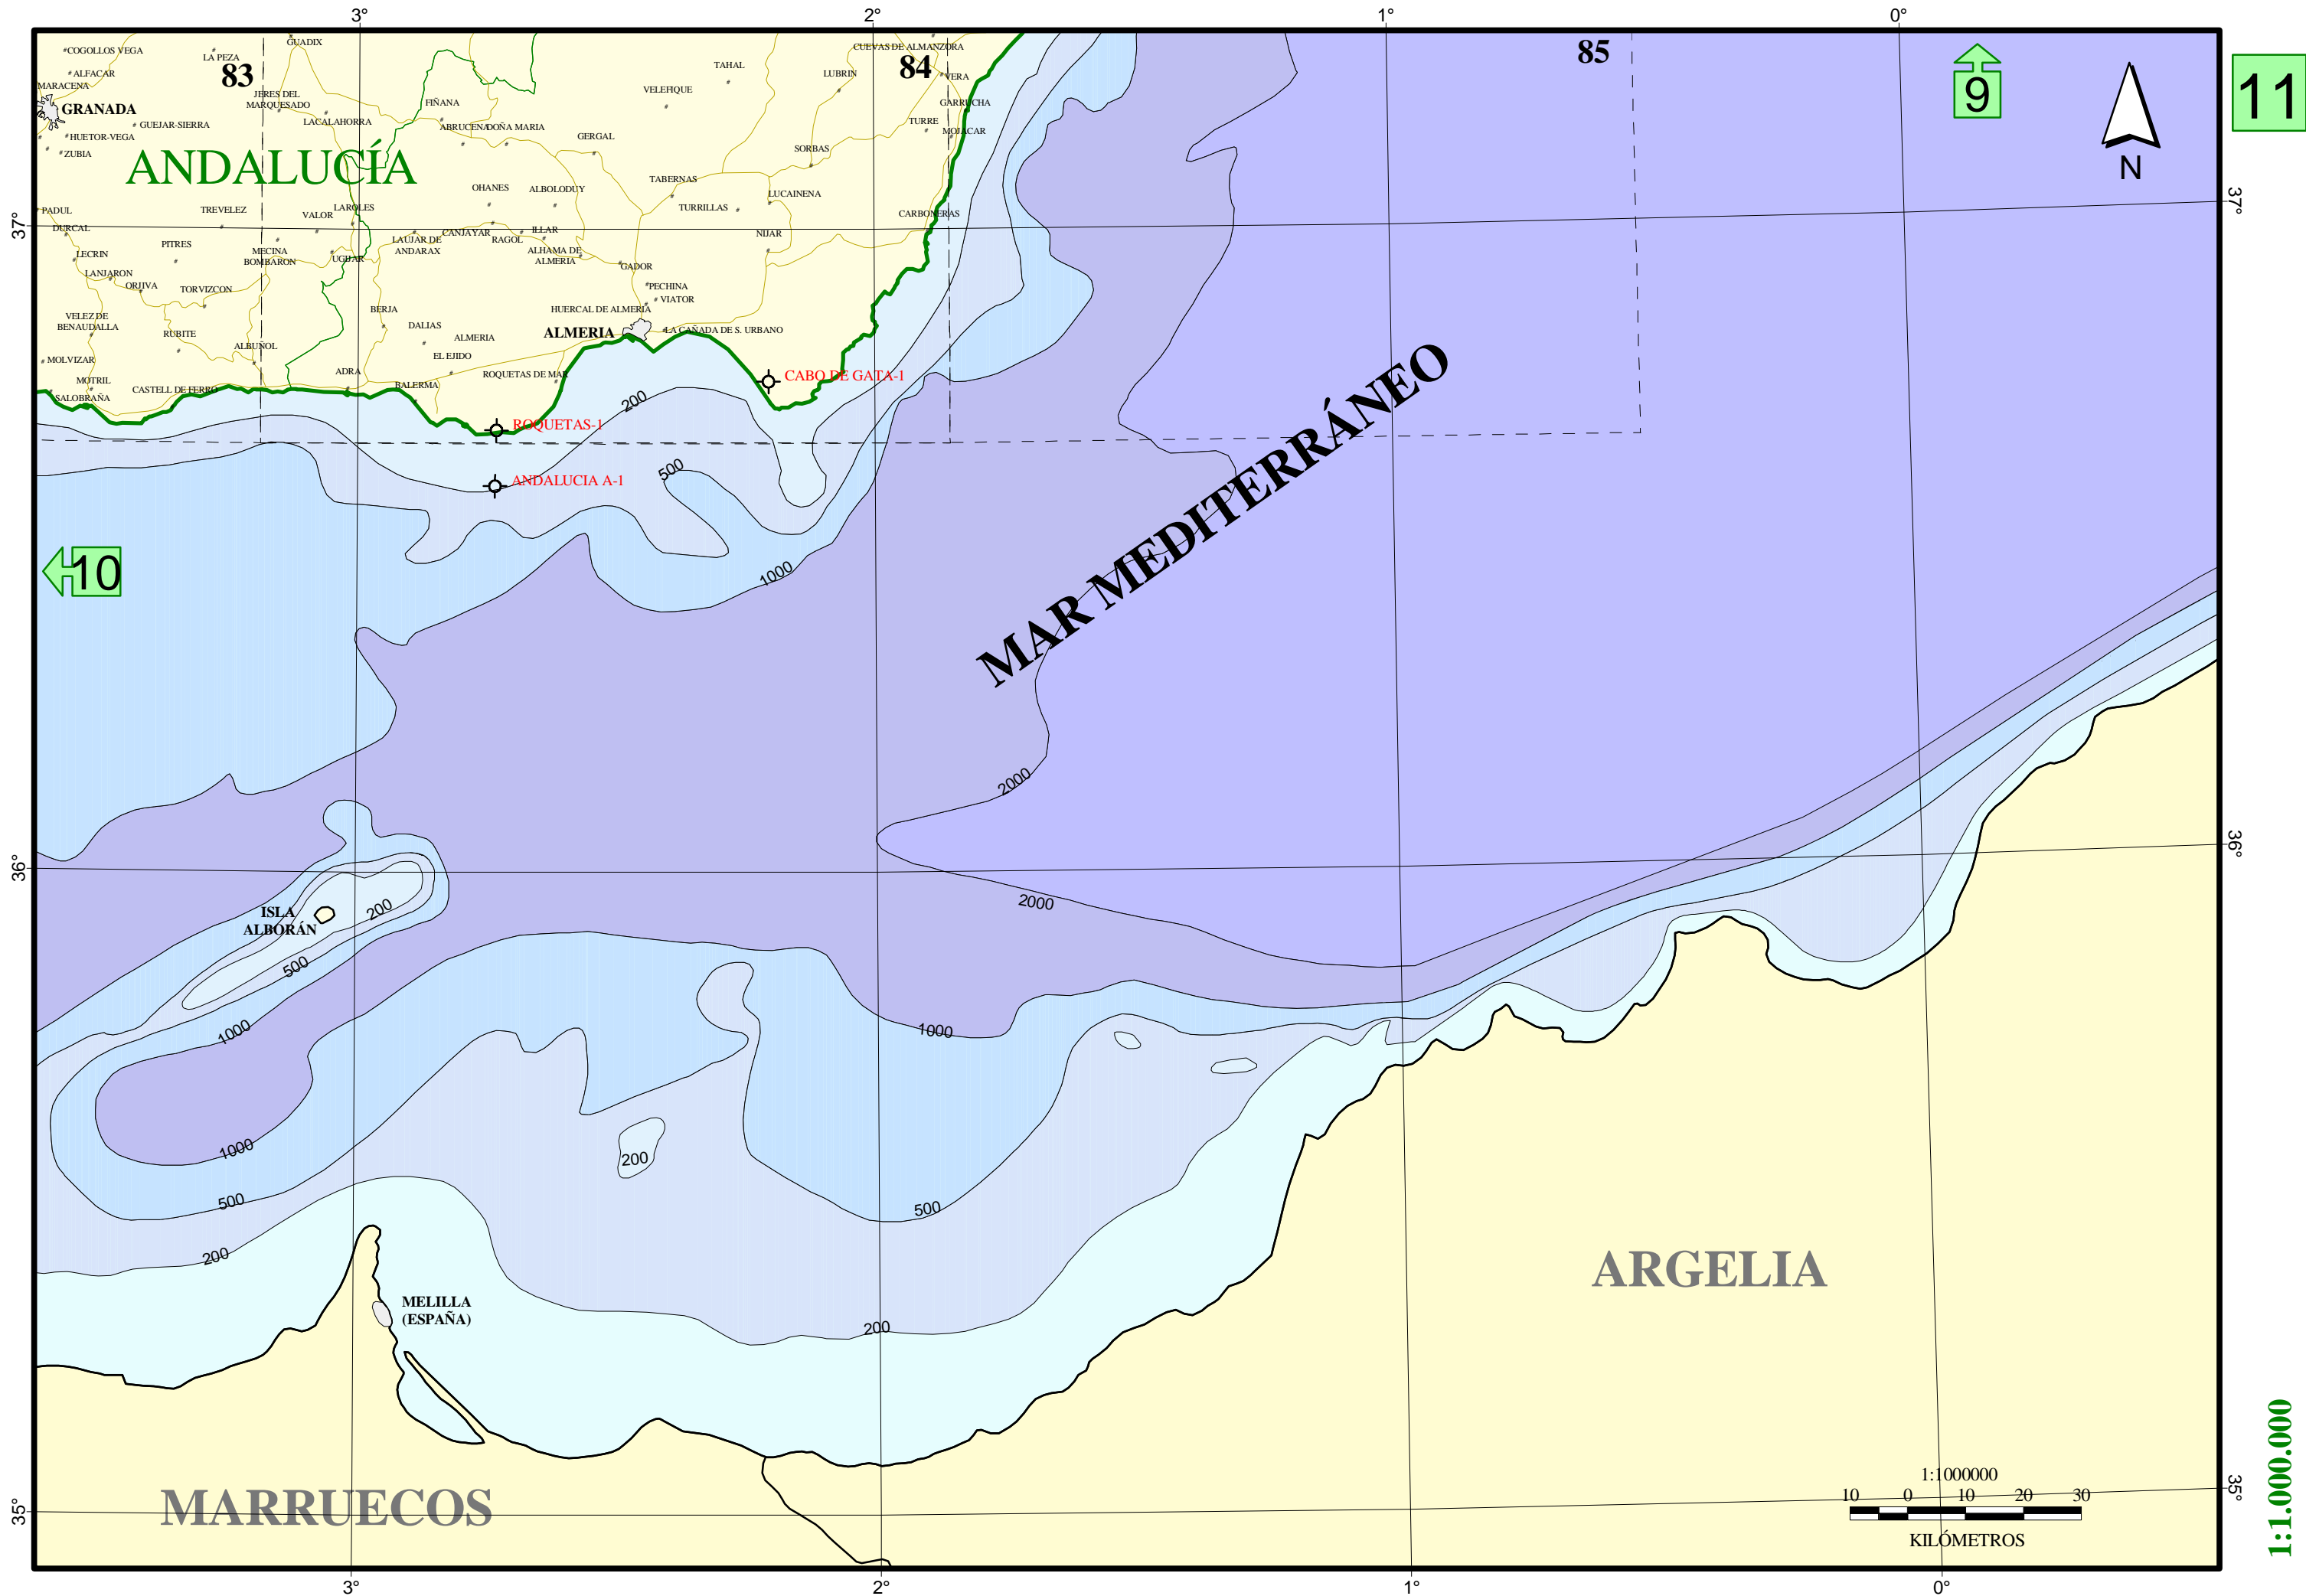 3°
2°
1°
0°
COGOLLOS VEGA
LA PEZA
GUADIX
CUEVAS DE ALMANZORA
83
84
85
9
11
ALFACAR
TAHAL
LUBRIN
VERA
MARACENA
JERES DEL
MARQUESADO
VELEFIQUE
FIÑANA
GARRUCHA
GRANADA
LACALAHORRA
GUEJAR-SIERRA
ABRUCENA
DOÑA MARIA
GERGAL
TURRE
MOJACAR
HUETOR-VEGA
ZUBIA
SORBAS
N
ANDALUCÍA
TABERNAS
OHANES
ALBOLODUY
LUCAINENA
37°
37°
PADUL
TREVELEZ
VALOR
LAROLES
TURRILLAS
CARBONERAS
DURCAL
LAUJAR DE
ANDARAX
CANJAYAR
RAGOL
ILLAR
NIJAR
PITRES
LECRIN
MECINA
BOMBARON
UGIJAR
ALHAMA DE
ALMERIA
GADOR
LANJARON
ORJIVA
TORVIZCON
PECHINA
VIATOR
VELEZ DE
BENAUDALLA
BERJA
HUERCAL DE ALMERIA
RUBITE
DALIAS
ALMERIA
ALMERIA
LA CAÑADA DE S. URBANO
ALBUÑOL
EL EJIDO
MOLVIZAR
ADRA
ROQUETAS DE MAR
CABO DE GATA-1
MOTRIL
CASTELL DE FERRO
BALERMA
SALOBRAÑA
200
ROQUETAS-1
500
ANDALUCIA A-1
MAR MEDITERRÁNEO
10
1000
2000
36°
36°
2000
ISLA
ALBORÁN
200
500
1000
1000
1000
200
500
500
200
ARGELIA
MELILLA
(ESPAÑA)
200
MARRUECOS
35°
35°
1:1000000
10 0 10 20 30
KILÓMETROS
1:1.000.000
3°
2°
1°
0°